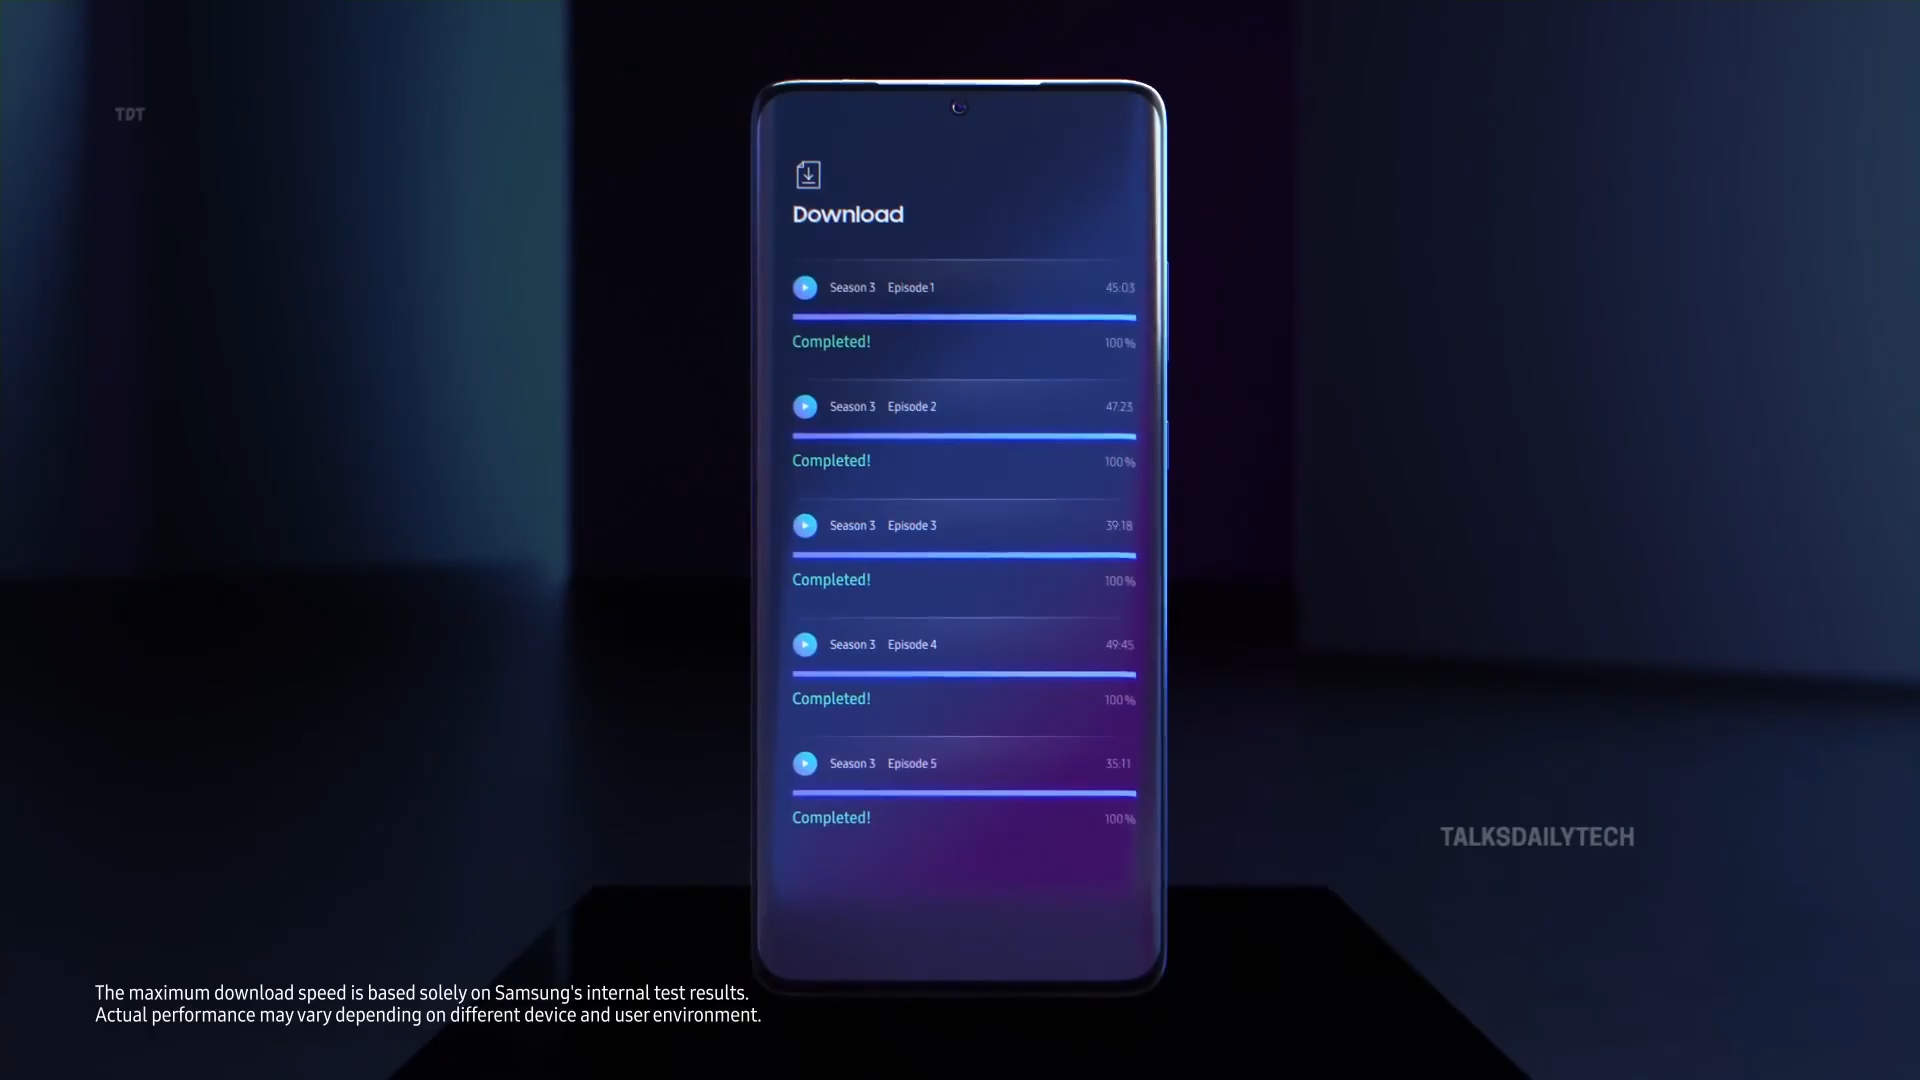 TDT
Download
Season 3 Episode 1 45:03
Completed! 100%
Season 3 Episode 2 47:23
Completed! 100%
Season 3 Episode 3 39:18
Completed! 100%
Season 3 Episode 4 49:45
Completed! 100%
Season 3 Episode 5 35:11
Completed! 100%
TALKSDAILYTECH
The maximum download speed is based solely on Samsung's internal test results.
Actual performance may vary depending on different device and user environment.